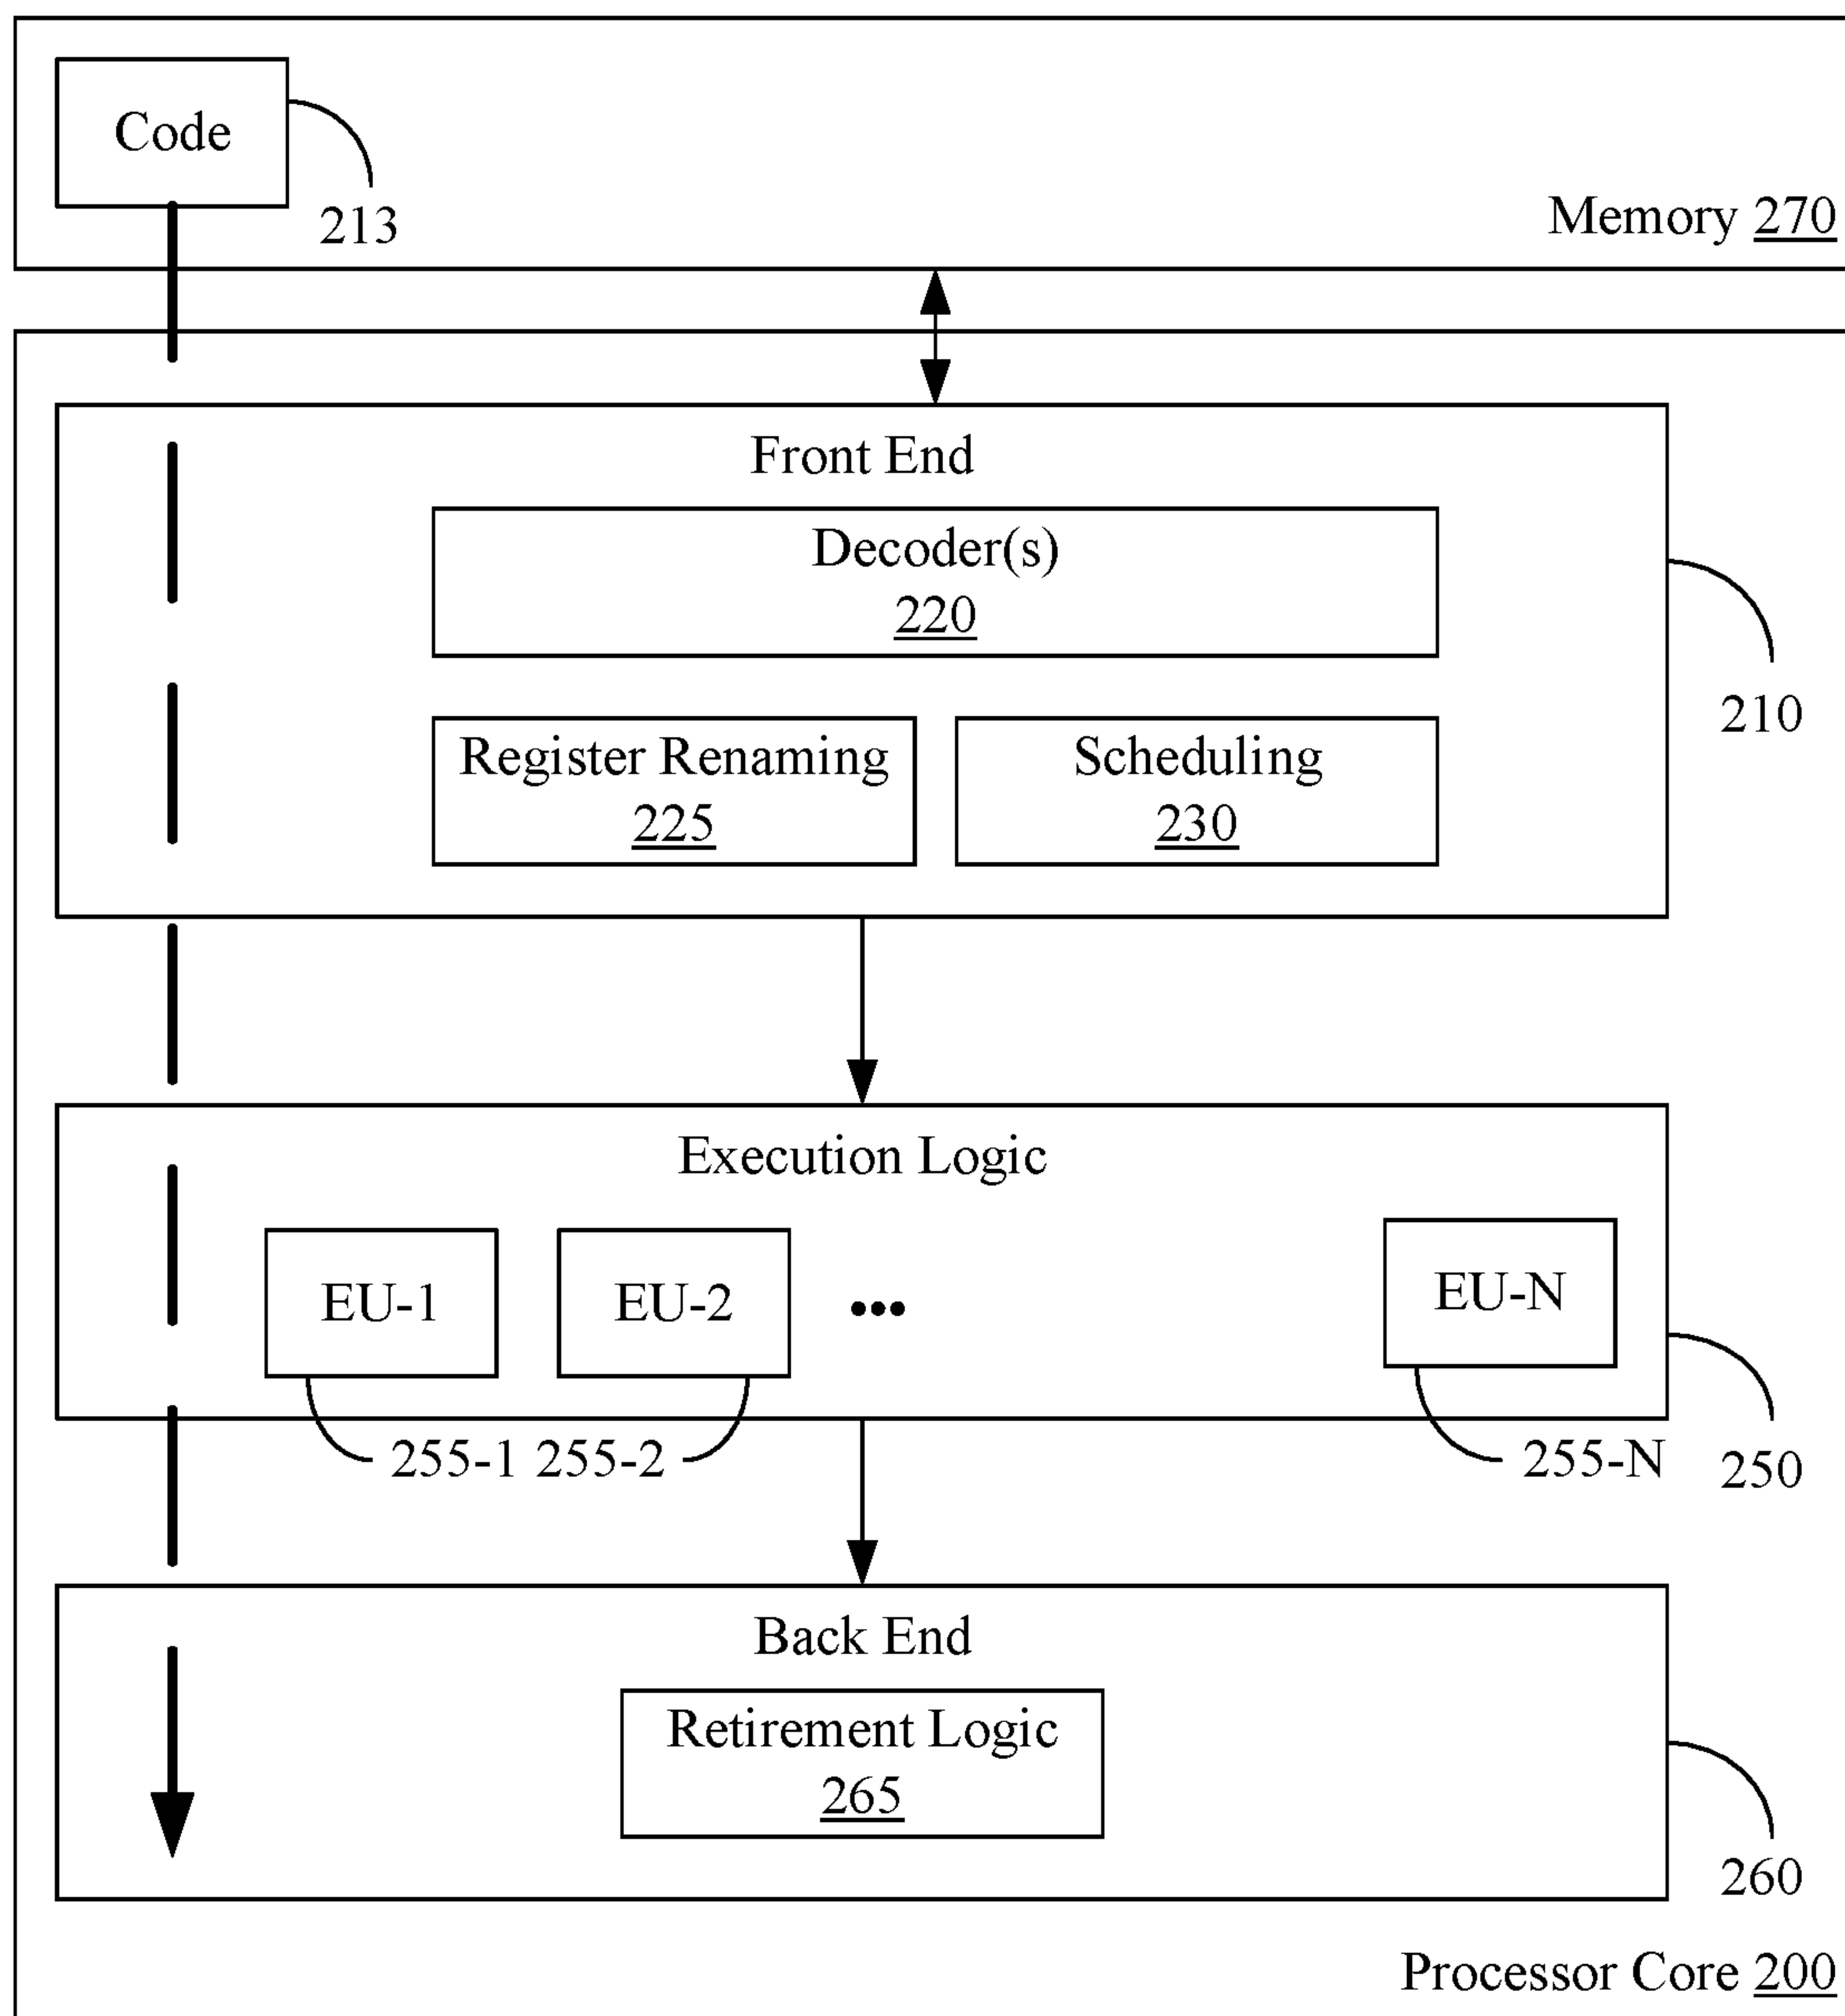 Code
213
Memory 270
Front End
Decoder(s)
220
210
Register Renaming
225
Scheduling
230
Execution Logic
EU-1
EU-2
•••
EU-N
255-1 255-2
255-N
250
Back End
Retirement Logic
265
260
Processor Core 200